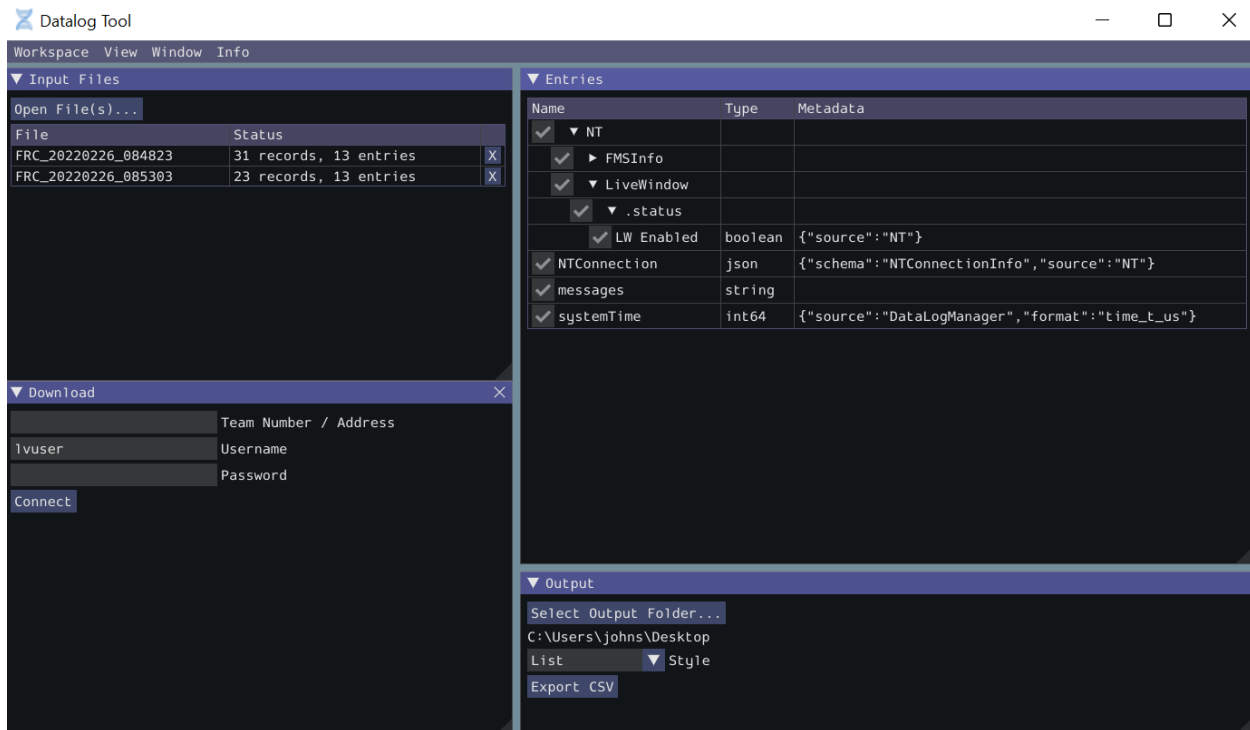 Datalog Tool
Workspace View Window Info
Input Files
Open File(s)...
File Status
FRC_20220226_084823 31 records, 13 entries X
FRC_20220226_085303 23 records, 13 entries X
Download
Team Number / Address
lvuser Username
Password
Connect
Entries
Name Type Metadata
NT
FMSInfo
LiveWindow
.status
LW Enabled boolean {"source":"NT"}
NTConnection json {"schema":"NTConnectionInfo","source":"NT"}
messages string
systemTime int64 {"source":"DataLogManager","format":"time_t_us"}
Output
Select Output Folder...
C:\Users\johns\Desktop
List Style
Export CSV